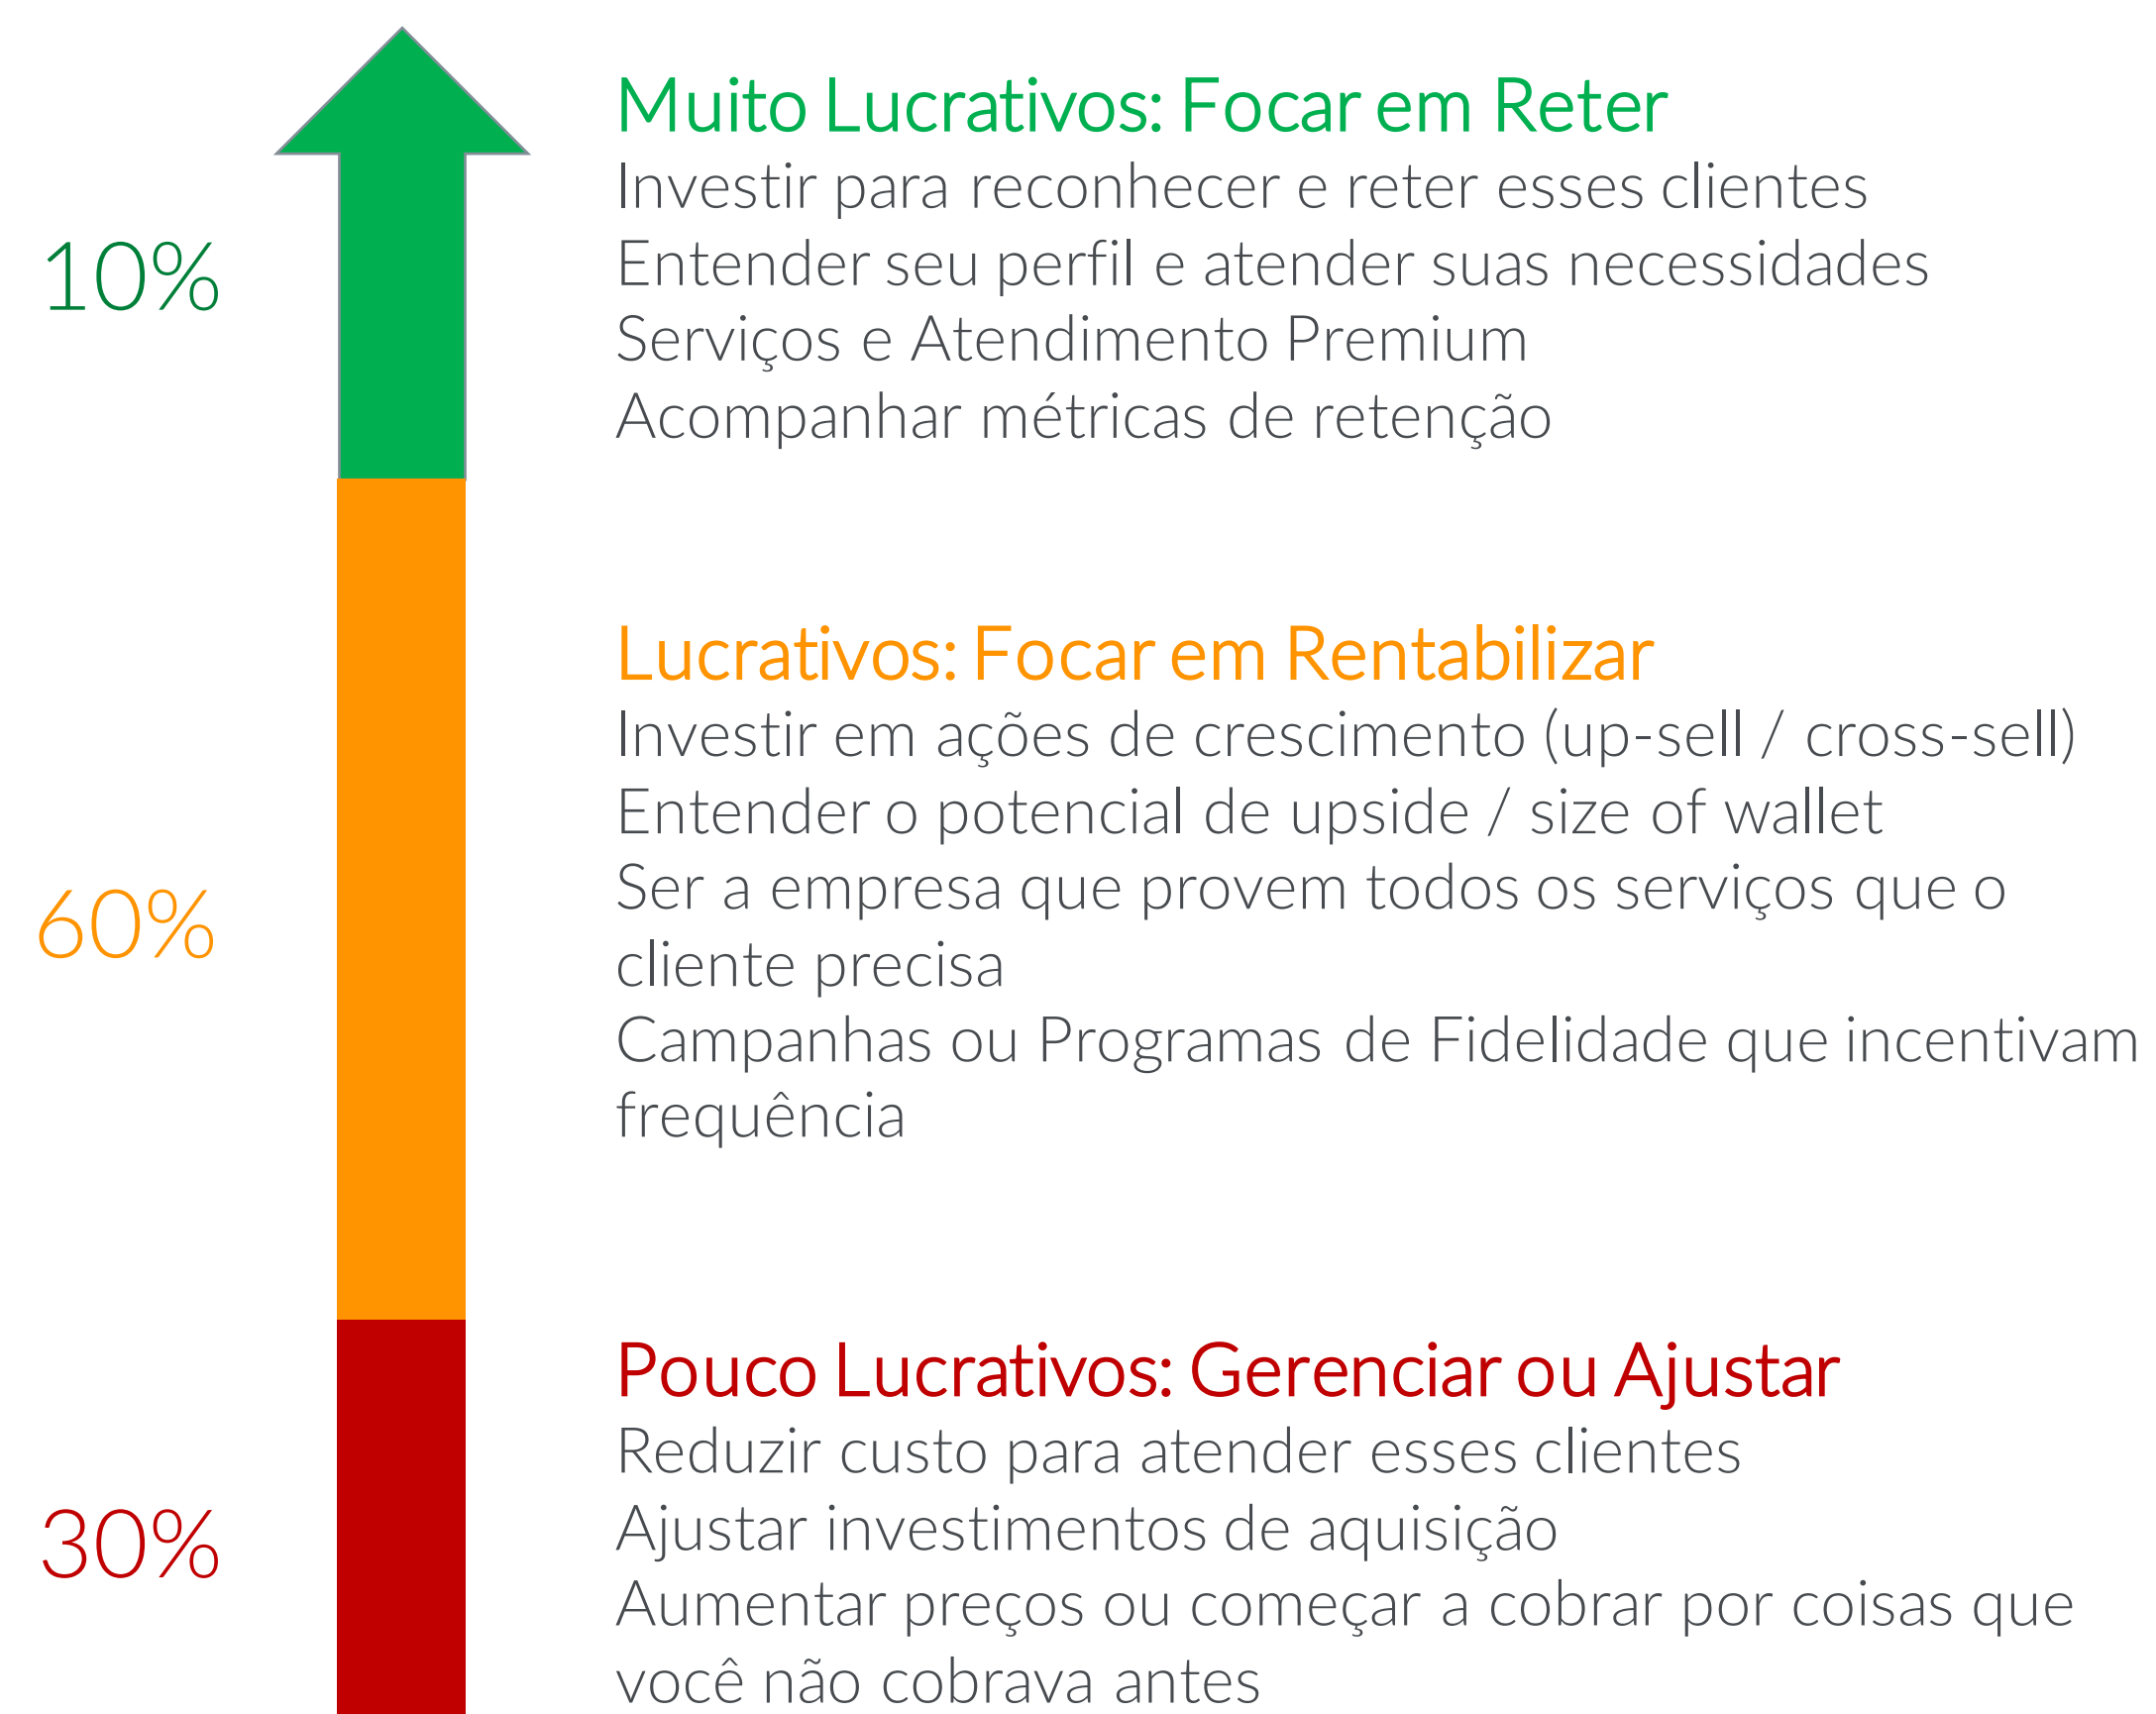 Muito Lucrativos: Focar em Reter
Investir para reconhecer e reter esses clientes
Entender seu perfil e atender suas necessidades
10%
Serviços e Atendimento Premium
Acompanhar métricas de retenção
Lucrativos: Focar em Rentabilizar
Investir em ações de crescimento (up-sell / cross-sell)
Entender o potencial de upside / size of wallet
Ser a empresa que provem todos os serviços que o
60%
cliente precisa
Campanhas ou Programas de Fidelidade que incentivam
frequência
Pouco Lucrativos: Gerenciar ou Ajustar
Reduzir custo para atender esses clientes
30%
Ajustar investimentos de aquisição
Aumentar preços ou começar a cobrar por coisas que
você não cobrava antes